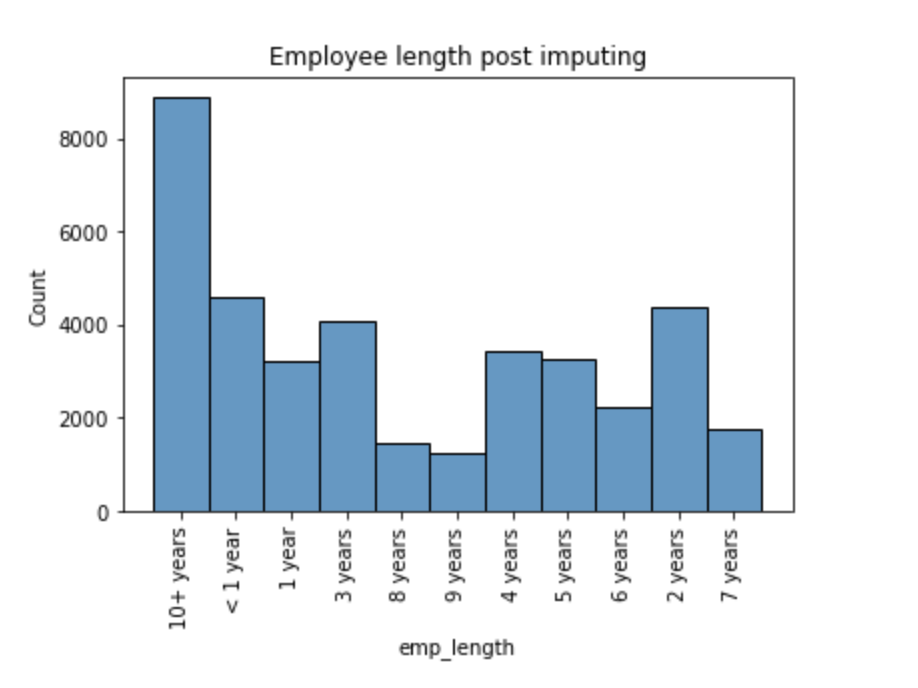 Employee length post imputing
Count
8000
6000
4000
2000
0
10+ years
< 1 year
1 year
3 years
8 years
9 years
4 years
5 years
6 years
2 years
7 years
emp_length